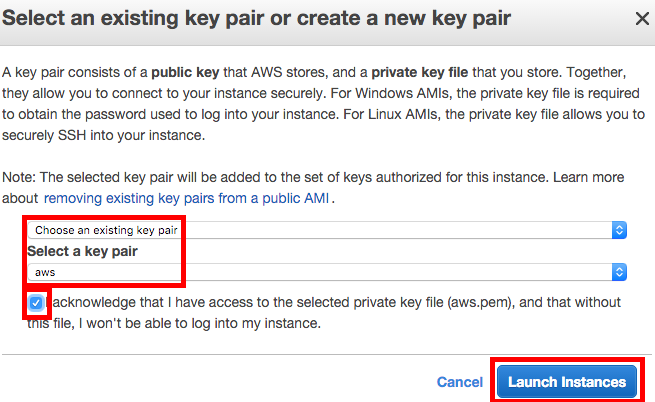 Select an existing key pair or create a new key pair
A key pair consists of a public key that AWS stores, and a private key file that you store. Together,
they allow you to connect to your instance securely. For Windows AMIs, the private key file is required
to obtain the password used to log into your instance. For Linux AMIs, the private key file allows you to
securely SSH into your instance.
Note: The selected key pair will be added to the set of keys authorized for this instance. Learn more
about removing existing key pairs from a public AMI .
Choose an existing key pair
Select a key pair
aws
acknowledge that I have access to the selected private key file (aws.pem), and that without
this file, I won't be able to log into my instance.
Cancel Launch Instances